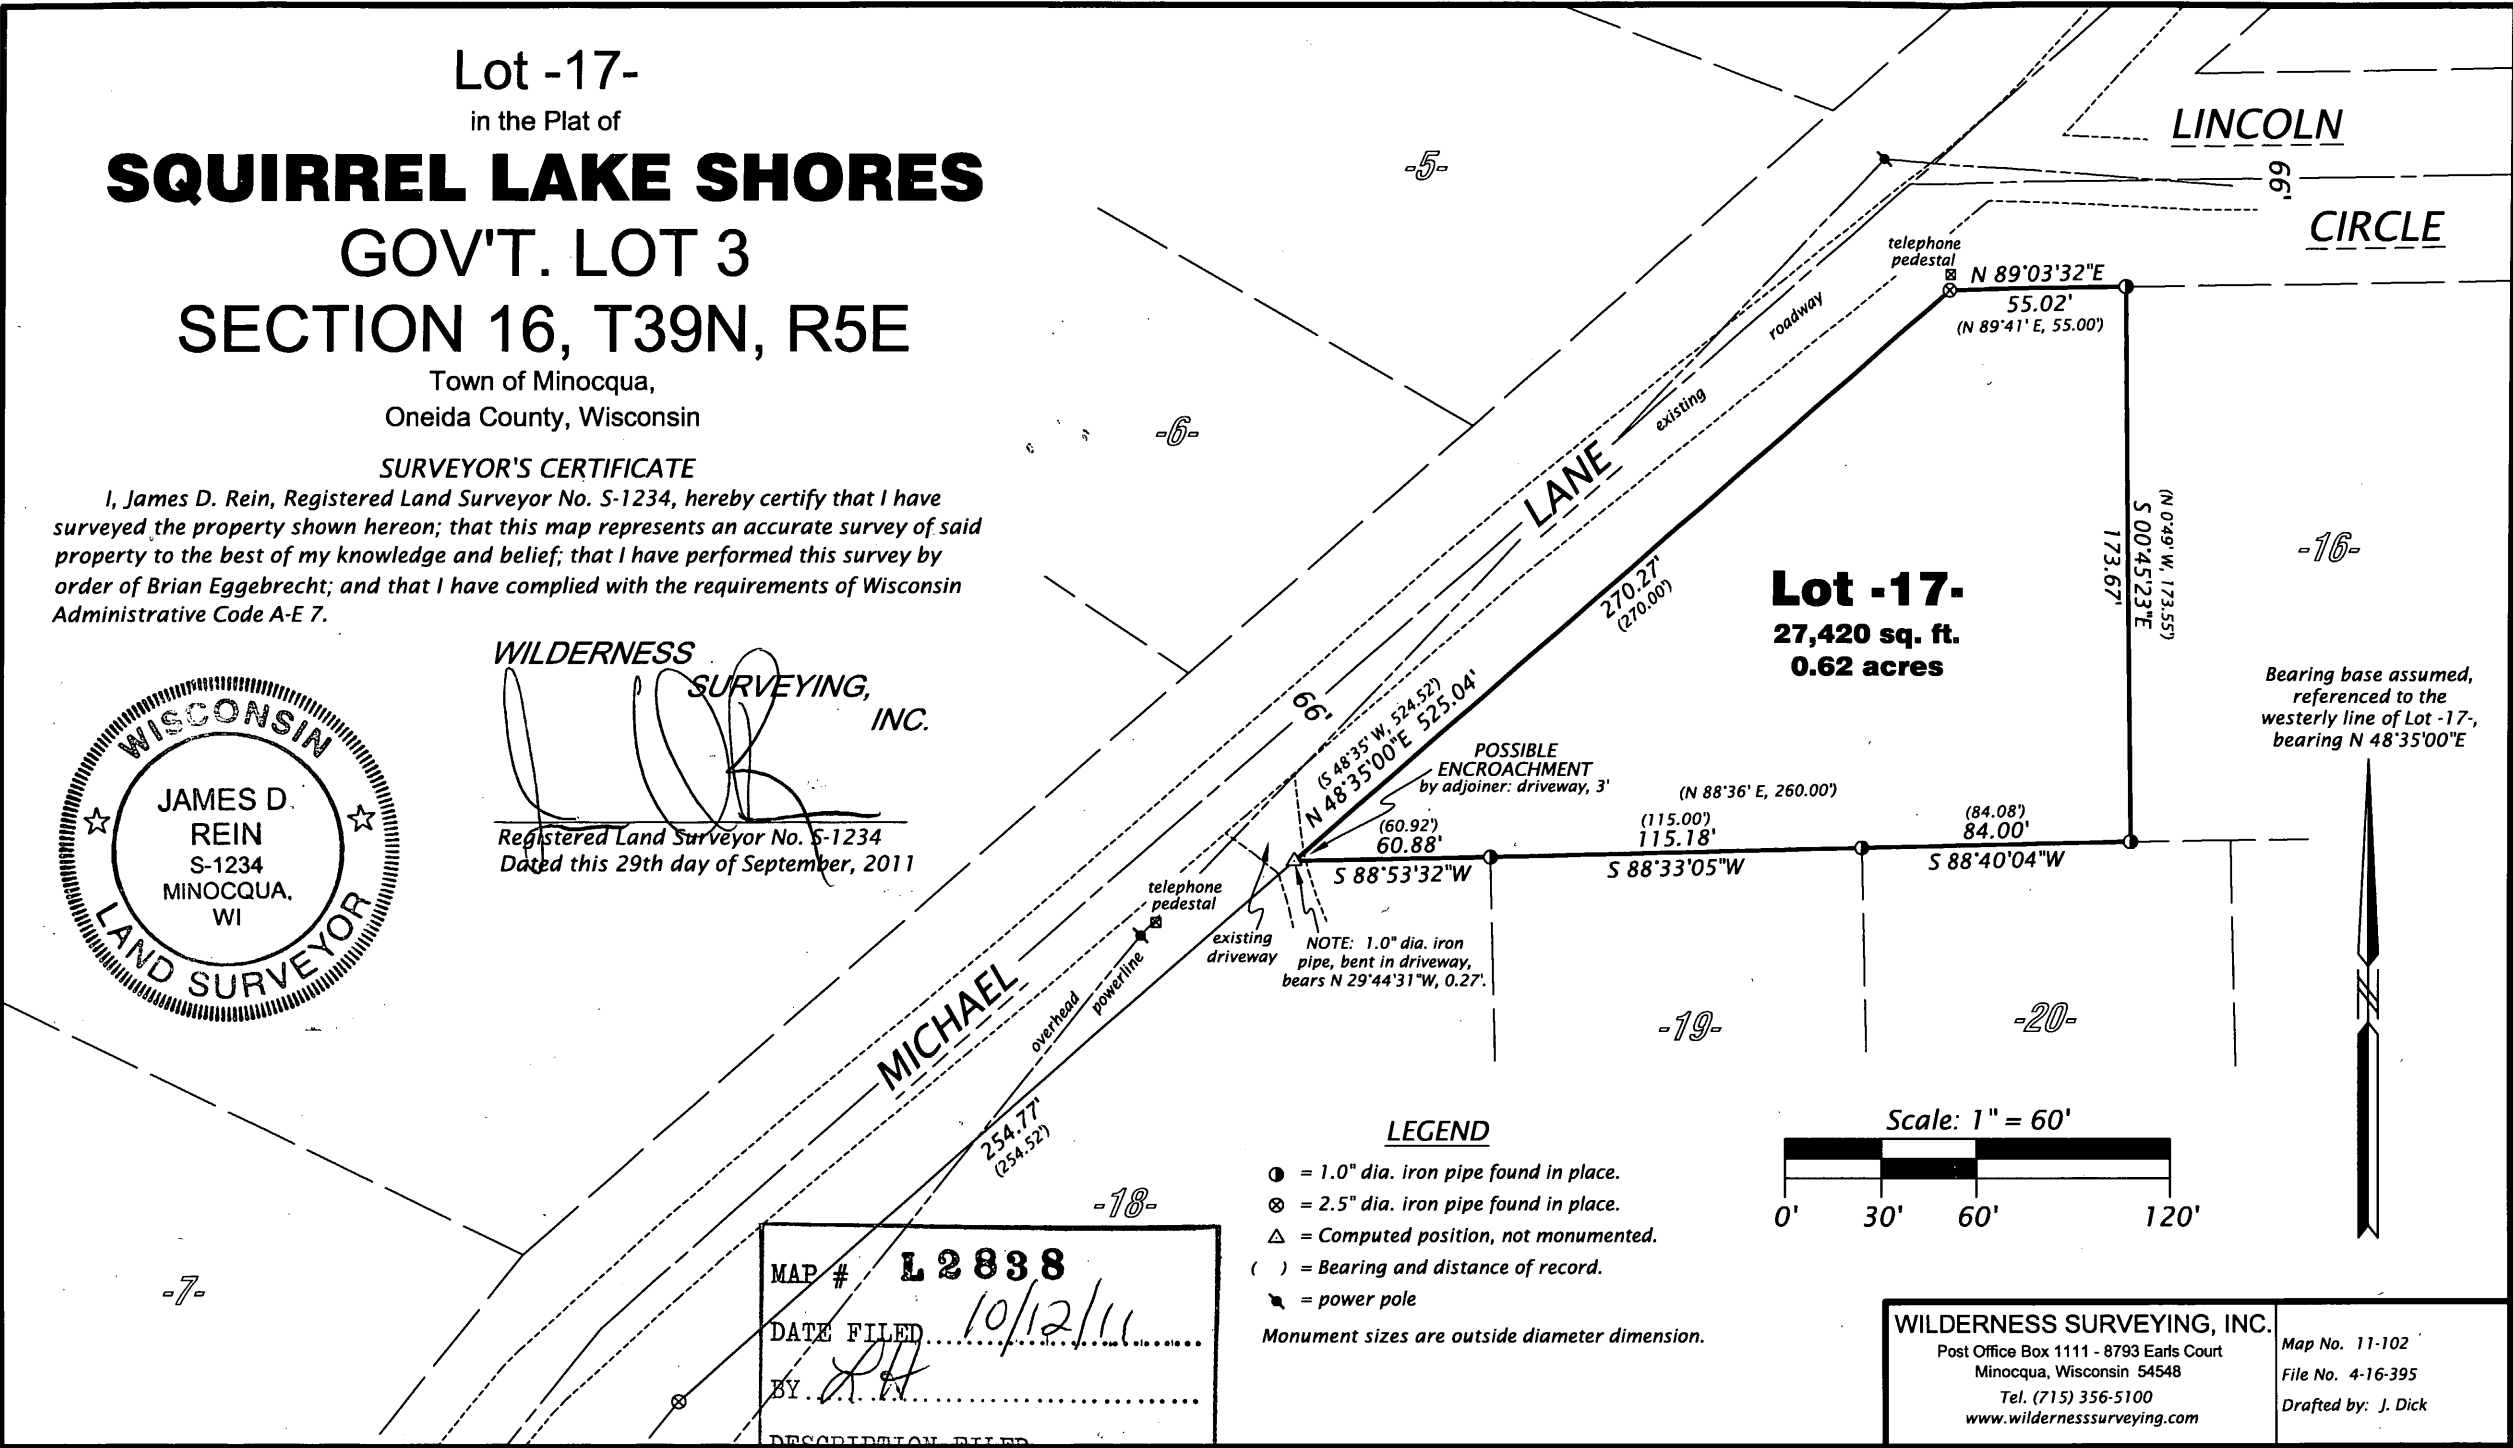 Lot -17-
in the Plat of
SQUIRREL LAKE SHORES
GOV'T. LOT 3
SECTION 16, T39N, R5E
Town of Minocqua,
Oneida County, Wisconsin
SURVEYOR'S CERTIFICATE
I, James D. Rein, Registered Land Surveyor No. S-1234, hereby certify that I have
surveyed the property shown hereon; that this map represents an accurate survey of said
property to the best of my knowledge and belief; that I have performed this survey by
order of Brian Eggebrecht; and that I have complied with the requirements of Wisconsin
Administrative Code A-E 7.
WILDERNESS
SURVEYING,
INC.
Registered Land Surveyor No. S-1234
Dated this 29th day of September, 2011
WISCONSIN
JAMES D.
REIN
S-1234
MINOCQUA,
WI
LAND SURVEYOR
-5-
-6-
-7-
LINCOLN
66'
CIRCLE
telephone
pedestal
N 89°03'32"E
55.02'
(N 89°41' E, 55.00')
existing roadway
LANE
270.27'
(270.00')
(N 0°49' W, 173.55')
S 00°45'23"E
173.67'
-16-
Lot -17-
27,420 sq. ft.
0.62 acres
Bearing base assumed,
referenced to the
westerly line of Lot -17-,
bearing N 48°35'00"E
66'
(S 48°35' W, 524.52')
N 48°35'00"E 525.04'
POSSIBLE
ENCROACHMENT
by adjoiner: driveway, 3'
(N 88°36' E, 260.00')
(60.92')
60.88'
S 88°53'32"W
(115.00')
115.18'
S 88°33'05"W
(84.08')
84.00'
S 88°40'04"W
telephone
pedestal
existing
driveway
NOTE: 1.0" dia. iron
pipe, bent in driveway,
bears N 29°44'31"W, 0.27'.
overhead powerline
MICHAEL
254.77'
(254.52')
-18-
-19-
-20-
LEGEND
= 1.0" dia. iron pipe found in place.
= 2.5" dia. iron pipe found in place.
= Computed position, not monumented.
( ) = Bearing and distance of record.
= power pole
Monument sizes are outside diameter dimension.
Scale: 1" = 60'
0' 30' 60' 120'
MAP # L2838
DATE FILED 10/12/11
BY
DESCRIPTION FILED
WILDERNESS SURVEYING, INC.
Post Office Box 1111 - 8793 Earls Court
Minocqua, Wisconsin 54548
Tel. (715) 356-5100
www.wildernesssurveying.com
Map No. 11-102
File No. 4-16-395
Drafted by: J. Dick